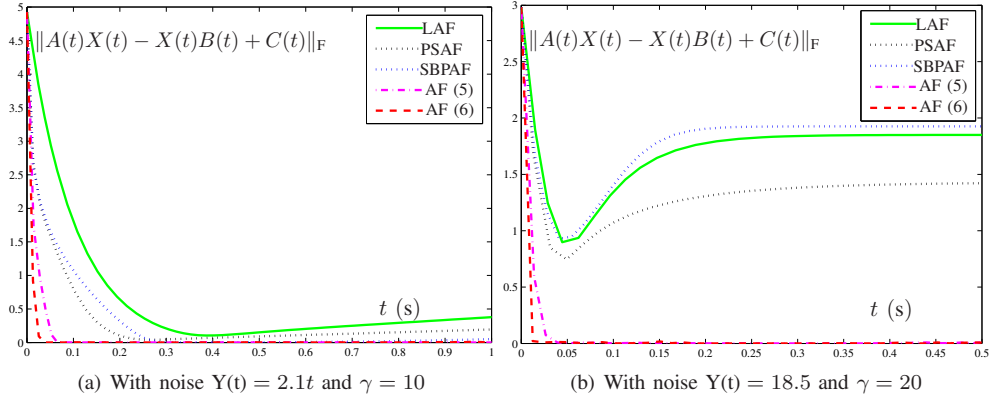 5
4.5
4
3.5
3
2.5
2
1.5
1
0.5
0
‖A(t)X(t) − X(t)B(t) + C(t)‖F
LAF
PSAF
SBPAF
AF (5)
AF (6)
t (s)
0 0.1 0.2 0.3 0.4 0.5 0.6 0.7 0.8 0.9 1
(a) With noise Y(t) = 2.1t and γ = 10
3
2.5
2
1.5
1
0.5
0
‖A(t)X(t) − X(t)B(t) + C(t)‖F
LAF
PSAF
SBPAF
AF (5)
AF (6)
t (s)
0 0.05 0.1 0.15 0.2 0.25 0.3 0.35 0.4 0.45 0.5
(b) With noise Y(t) = 18.5 and γ = 20